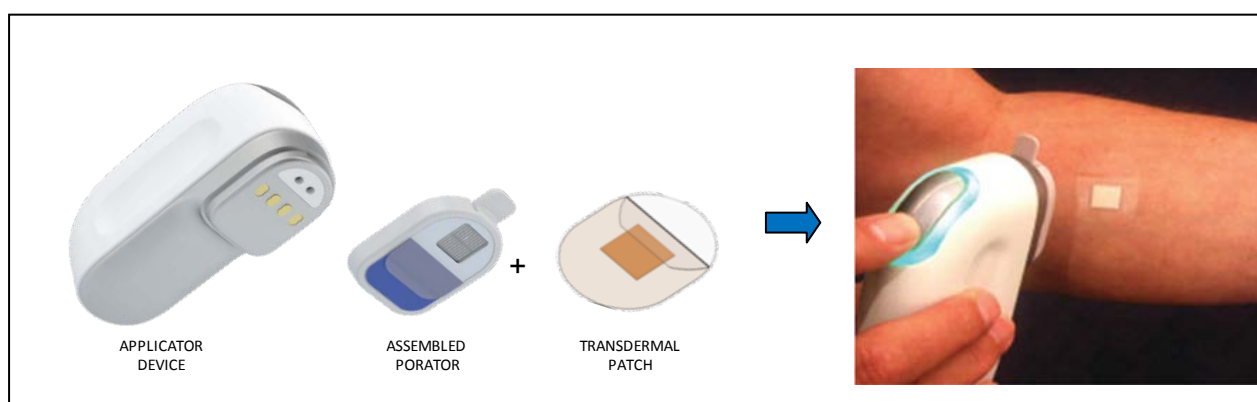 APPLICATOR
DEVICE
ASSEMBLED
PORATOR
+
TRANSDERMAL
PATCH